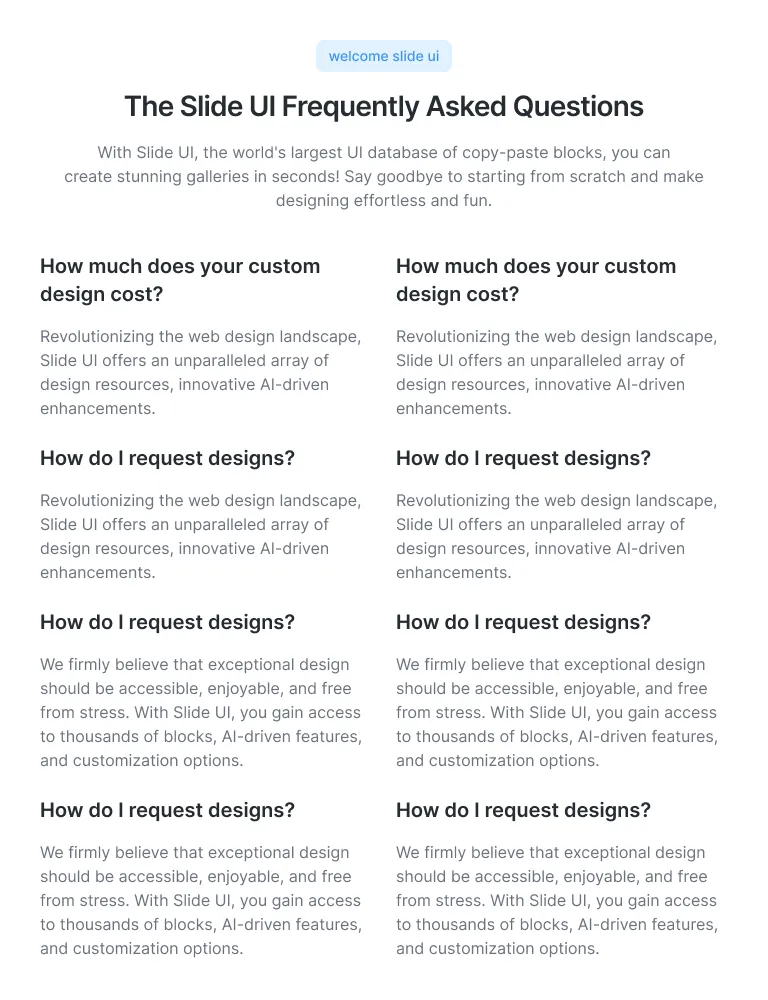 welcome slide ui
The Slide UI Frequently Asked Questions
With Slide UI, the world's largest UI database of copy-paste blocks, you can
create stunning galleries in seconds! Say goodbye to starting from scratch and make
designing effortless and fun.
How much does your custom
design cost?
Revolutionizing the web design landscape,
Slide UI offers an unparalleled array of
design resources, innovative AI-driven
enhancements.
How do I request designs?
Revolutionizing the web design landscape,
Slide UI offers an unparalleled array of
design resources, innovative AI-driven
enhancements.
How do I request designs?
We firmly believe that exceptional design
should be accessible, enjoyable, and free
from stress. With Slide UI, you gain access
to thousands of blocks, AI-driven features,
and customization options.
How do I request designs?
We firmly believe that exceptional design
should be accessible, enjoyable, and free
from stress. With Slide UI, you gain access
to thousands of blocks, AI-driven features,
and customization options.
How much does your custom
design cost?
Revolutionizing the web design landscape,
Slide UI offers an unparalleled array of
design resources, innovative AI-driven
enhancements.
How do I request designs?
Revolutionizing the web design landscape,
Slide UI offers an unparalleled array of
design resources, innovative AI-driven
enhancements.
How do I request designs?
We firmly believe that exceptional design
should be accessible, enjoyable, and free
from stress. With Slide UI, you gain access
to thousands of blocks, AI-driven features,
and customization options.
How do I request designs?
We firmly believe that exceptional design
should be accessible, enjoyable, and free
from stress. With Slide UI, you gain access
to thousands of blocks, AI-driven features,
and customization options.